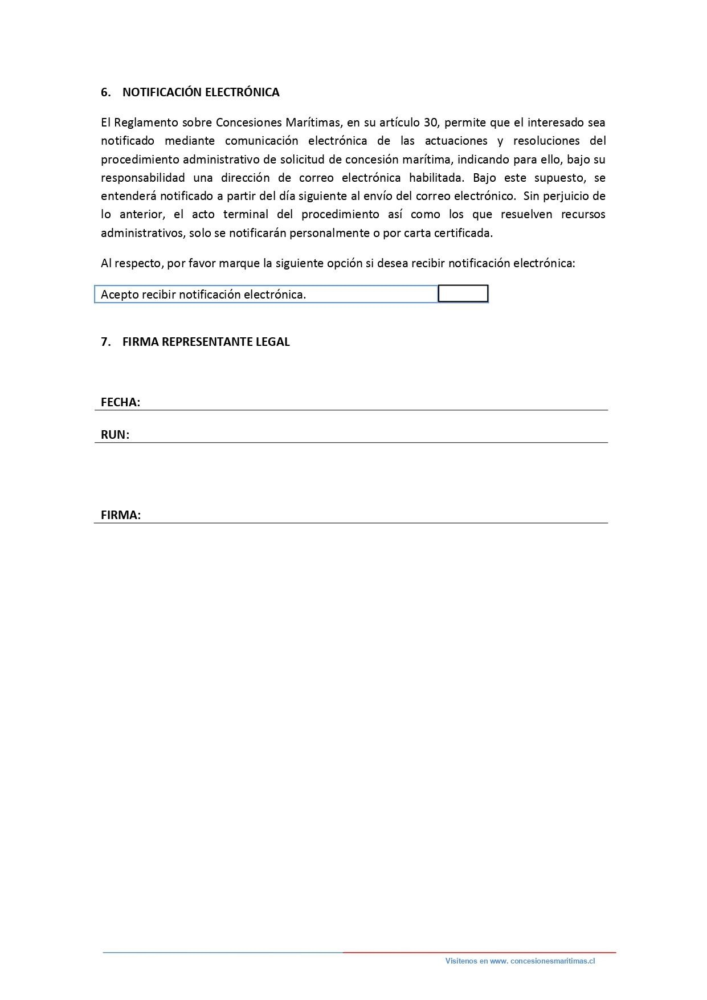 6. NOTIFICACIÓN ELECTRÓNICA
El Reglamento sobre Concesiones Marítimas, en su artículo 30, permite que el interesado sea
notificado mediante comunicación electrónica de las actuaciones y resoluciones del
procedimiento administrativo de solicitud de concesión marítima, indicando para ello, bajo su
responsabilidad una dirección de correo electrónica habilitada. Bajo este supuesto, se
entenderá notificado a partir del día siguiente al envío del correo electrónico. Sin perjuicio de
lo anterior, el acto terminal del procedimiento así como los que resuelven recursos
administrativos, solo se notificarán personalmente o por carta certificada.
Al respecto, por favor marque la siguiente opción si desea recibir notificación electrónica:
Acepto recibir notificación electrónica.
7. FIRMA REPRESENTANTE LEGAL
FECHA:
RUN:
FIRMA:
Visítenos en www. concesionesmaritimas.cl